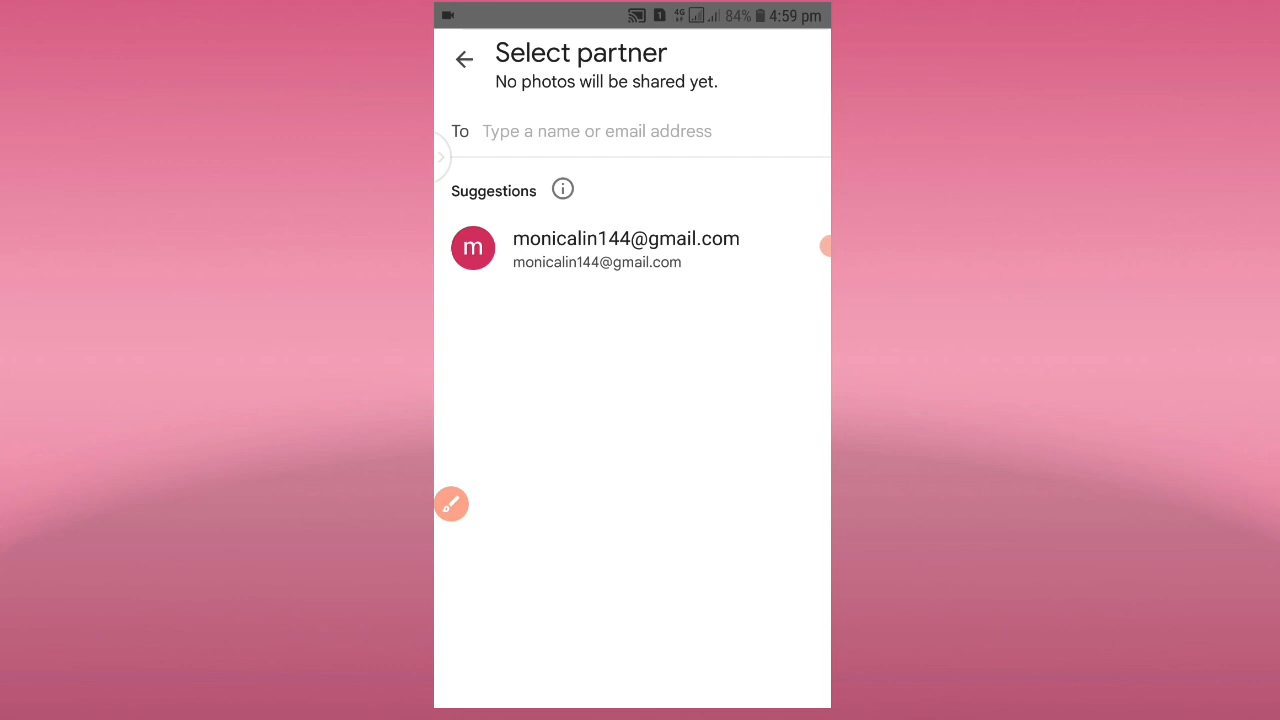 4G 84% 4:59 pm
Select partner
No photos will be shared yet.
To Type a name or email address
Suggestions
m monicalin144@gmail.com
monicalin144@gmail.com